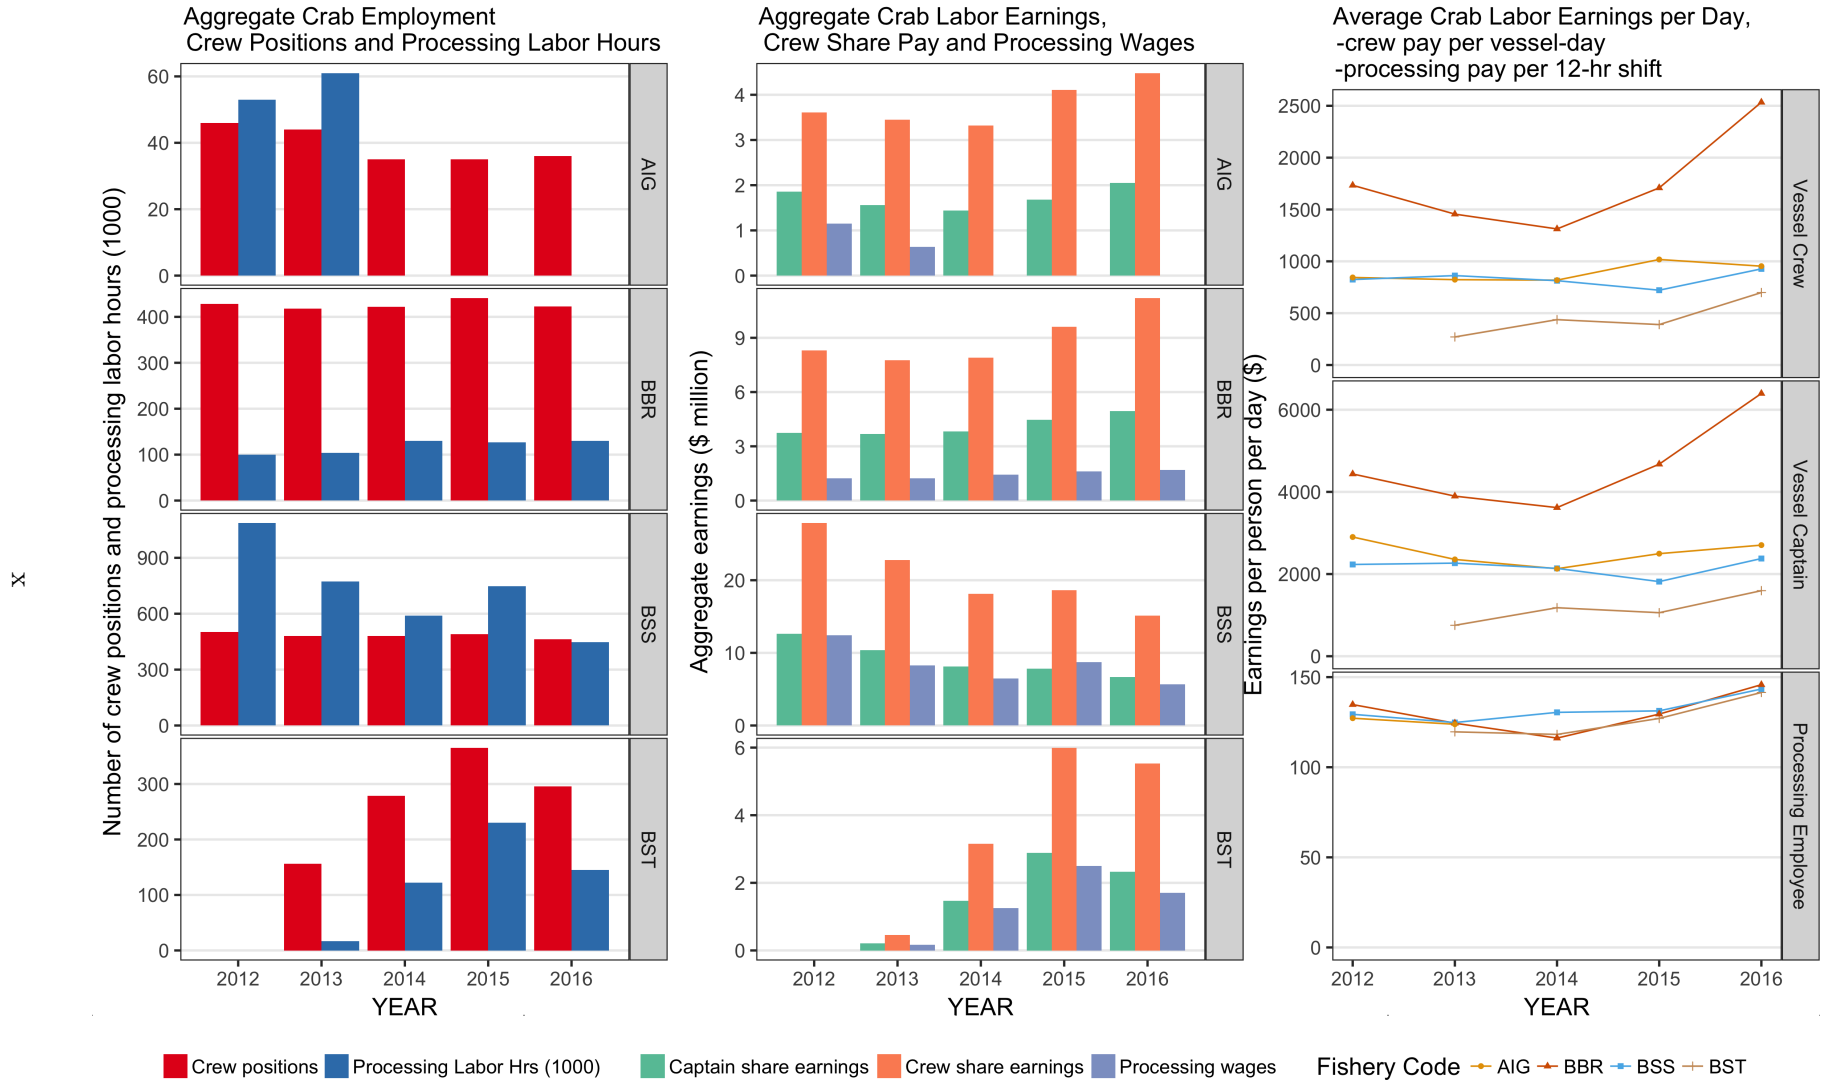 Aggregate Crab Employment
Crew Positions and Processing Labor Hours
Number of crew positions and processing labor hours (1000)
60
40
20
0
AIG
400
300
200
100
0
BBR
900
600
300
0
BSS
300
200
100
0
BST
2012 2013 2014 2015 2016
YEAR
Crew positions Processing Labor Hrs (1000)
Aggregate Crab Labor Earnings,
Crew Share Pay and Processing Wages
Aggregate earnings ($ million)
4
3
2
1
0
AIG
9
6
3
0
BBR
20
10
0
BSS
6
4
2
0
BST
2012 2013 2014 2015 2016
YEAR
Captain share earnings Crew share earnings Processing wages
Average Crab Labor Earnings per Day,
-crew pay per vessel-day
-processing pay per 12-hr shift
Earnings per person per day ($)
2500
2000
1500
1000
500
0
Vessel Crew
6000
4000
2000
0
Vessel Captain
150
100
50
0
Processing Employee
2012 2013 2014 2015 2016
YEAR
Fishery Code AIG BBR BSS BST
x